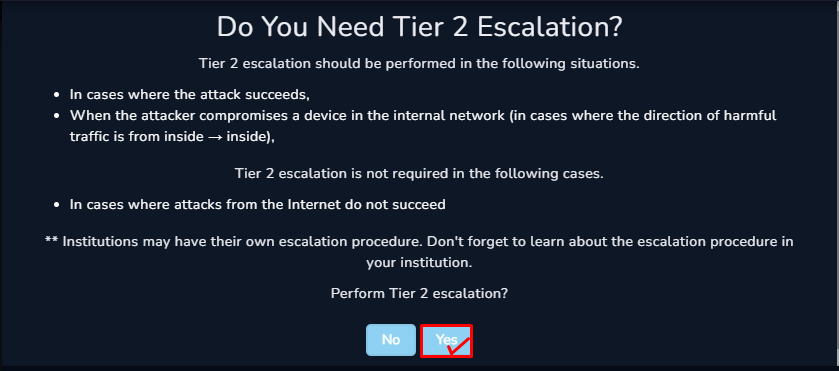 Do You Need Tier 2 Escalation?
Tier 2 escalation should be performed in the following situations.
• In cases where the attack succeeds,
• When the attacker compromises a device in the internal network (in cases where the direction of harmful
traffic is from inside → inside),
Tier 2 escalation is not required in the following cases.
• In cases where attacks from the Internet do not succeed
** Institutions may have their own escalation procedure. Don't forget to learn about the escalation procedure in
your institution.
Perform Tier 2 escalation?
No Yes